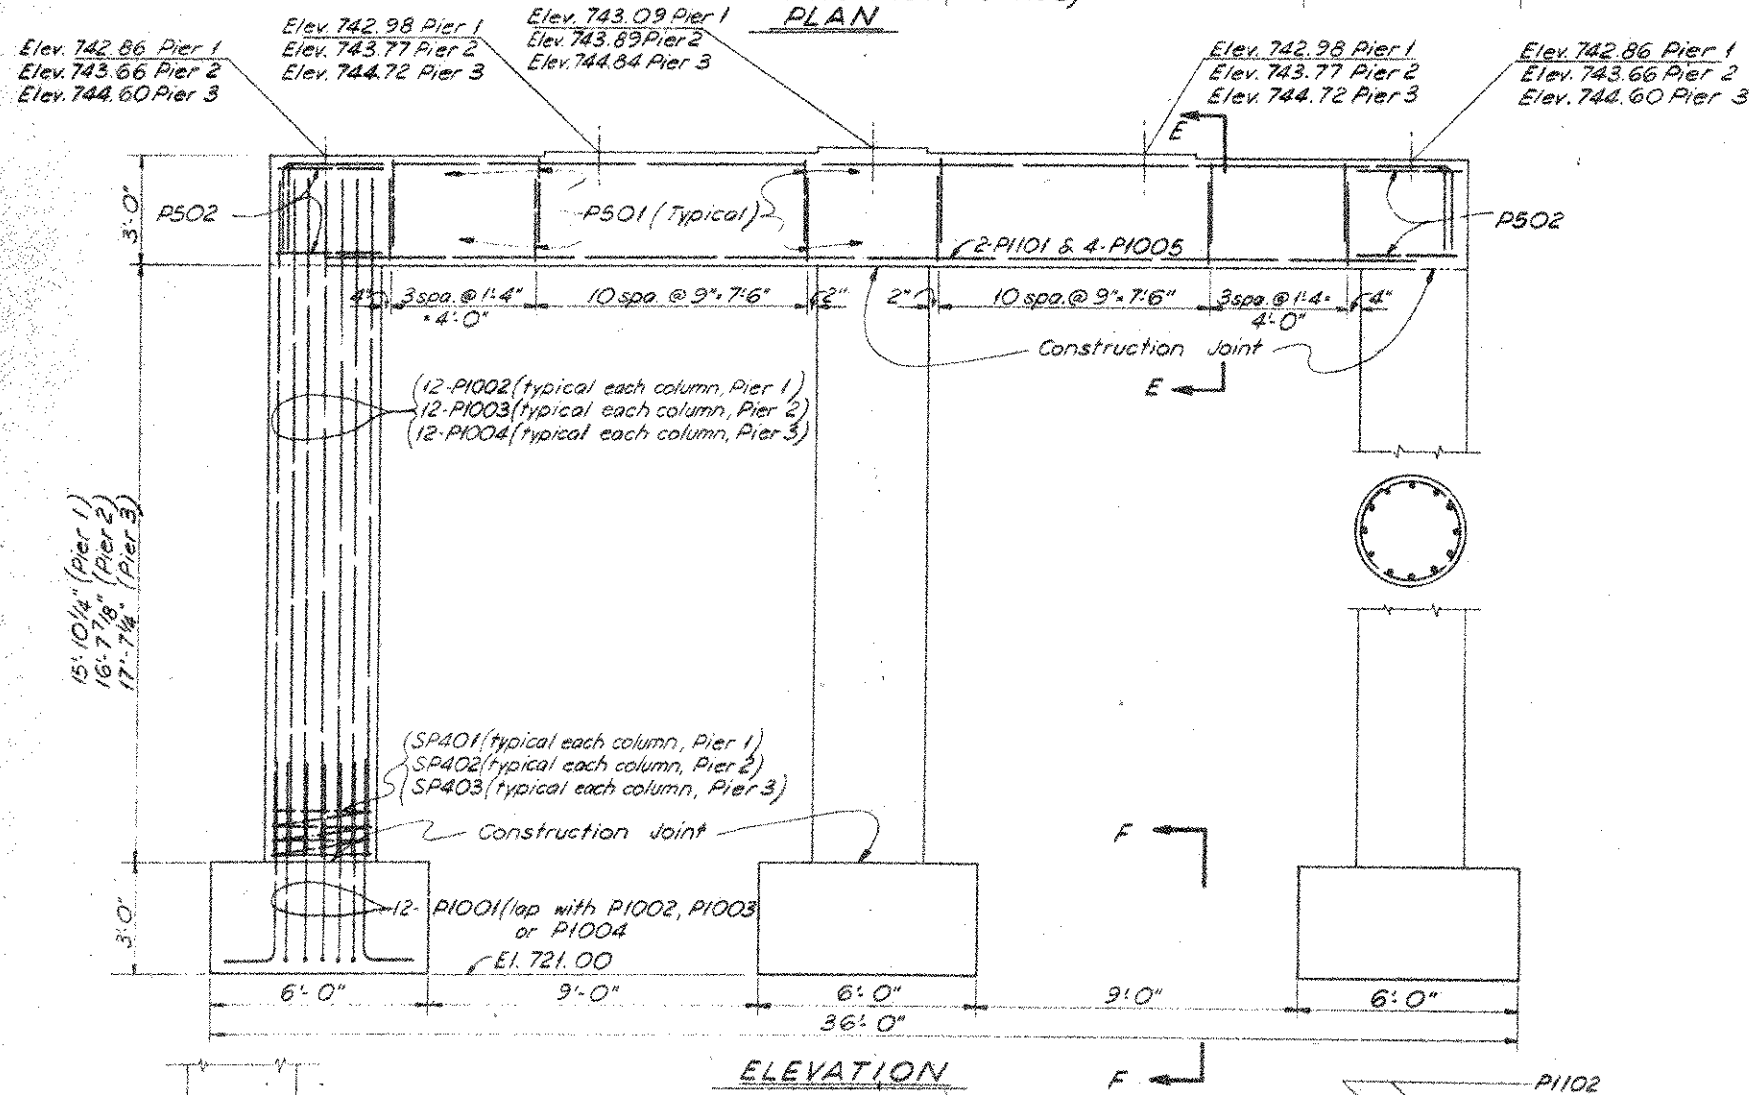 PLAN
Elev. 742.86 Pier 1
Elev. 743.66 Pier 2
Elev. 744.60 Pier 3
Elev. 742.98 Pier 1
Elev. 743.77 Pier 2
Elev. 744.72 Pier 3
Elev. 743.09 Pier 1
Elev. 743.89 Pier 2
Elev. 744.84 Pier 3
Elev. 742.98 Pier 1
Elev. 743.77 Pier 2
Elev. 744.72 Pier 3
Elev. 742.86 Pier 1
Elev. 743.66 Pier 2
Elev. 744.60 Pier 3
E
3'-0"
P502
P501 (Typical)
P502
2-P1101 & 4-P1005
4"
3 spa. @ 1'-4"
= 4'-0"
10 spa. @ 9" = 7'-6"
2"
2"
10 spa. @ 9" = 7'-6"
3 spa. @ 1'-4 =
4'-0"
4"
Construction Joint
E
12-P1002 (typical each column, Pier 1)
12-P1003 (typical each column, Pier 2)
12-P1004 (typical each column, Pier 3)
15'-10 1/4" (Pier 1)
16'-7 7/8" (Pier 2)
17'-7 1/4" (Pier 3)
SP401 (typical each column, Pier 1)
SP402 (typical each column, Pier 2)
SP403 (typical each column, Pier 3)
Construction Joint
F
3'-0"
12-P1001 (lap with P1002, P1003
or P1004
El. 721.00
6'-0"
9'-0"
6'-0"
9'-0"
6'-0"
36'-0"
ELEVATION
F
P1102